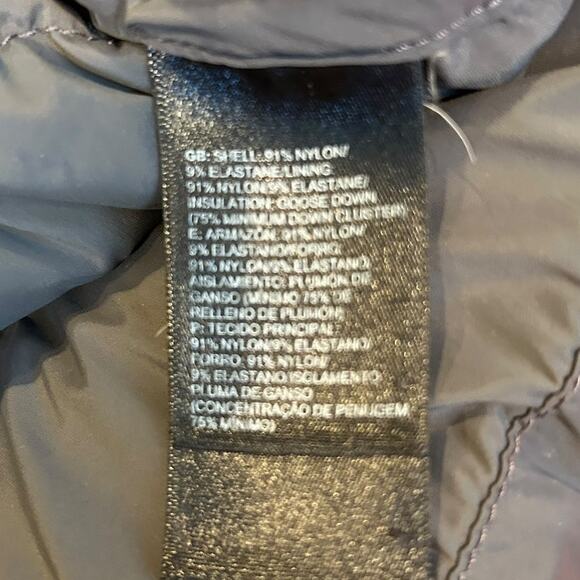 GB: SHELL: 91% NYLON/
9% ELASTANE/LINING:
91% NYLON/9% ELASTANE/
INSULATION: GOOSE DOWN
(75% MINIMUM DOWN CLUSTER)
E: ARMAZÓN: 91% NYLON/
9% ELASTANO/FORRO:
91% NYLON/9% ELASTANO/
AISLAMIENTO: PLUMÓN DE
GANSO (MÍNIMO 75% DE
RELLENO DE PLUMÓN)
P: TECIDO PRINCIPAL:
91% NYLON/9% ELASTANO/
FORRO: 91% NYLON/
9% ELASTANO/ISOLAMENTO:
PLUMA DE GANSO
(CONCENTRAÇÃO DE PENUGEM
75% MÍNIMO)